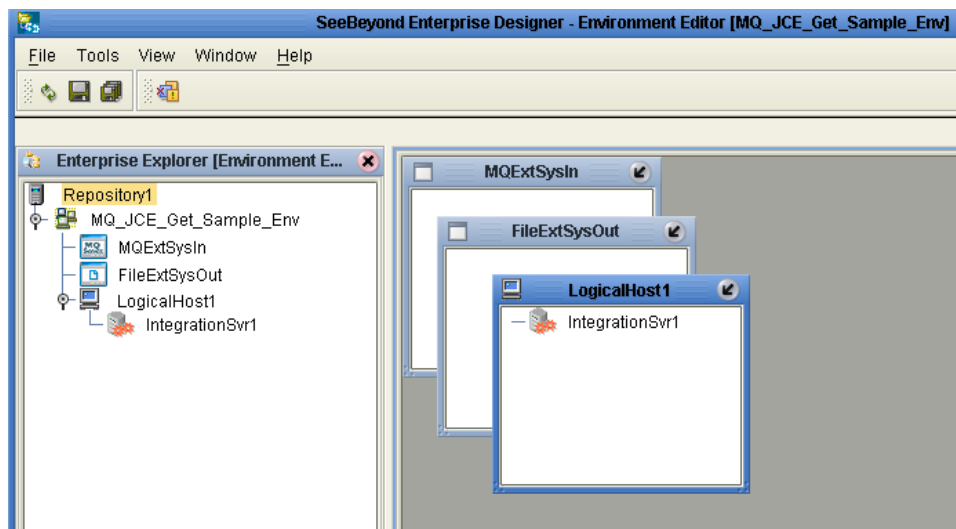 SeeBeyond Enterprise Designer - Environment Editor [MQ_JCE_Get_Sample_Env]
File Tools View Window Help
Enterprise Explorer [Environment E...
Repository1
MQ_JCE_Get_Sample_Env
MQExtSysIn
FileExtSysOut
LogicalHost1
IntegrationSvr1
MQExtSysIn
FileExtSysOut
LogicalHost1
IntegrationSvr1